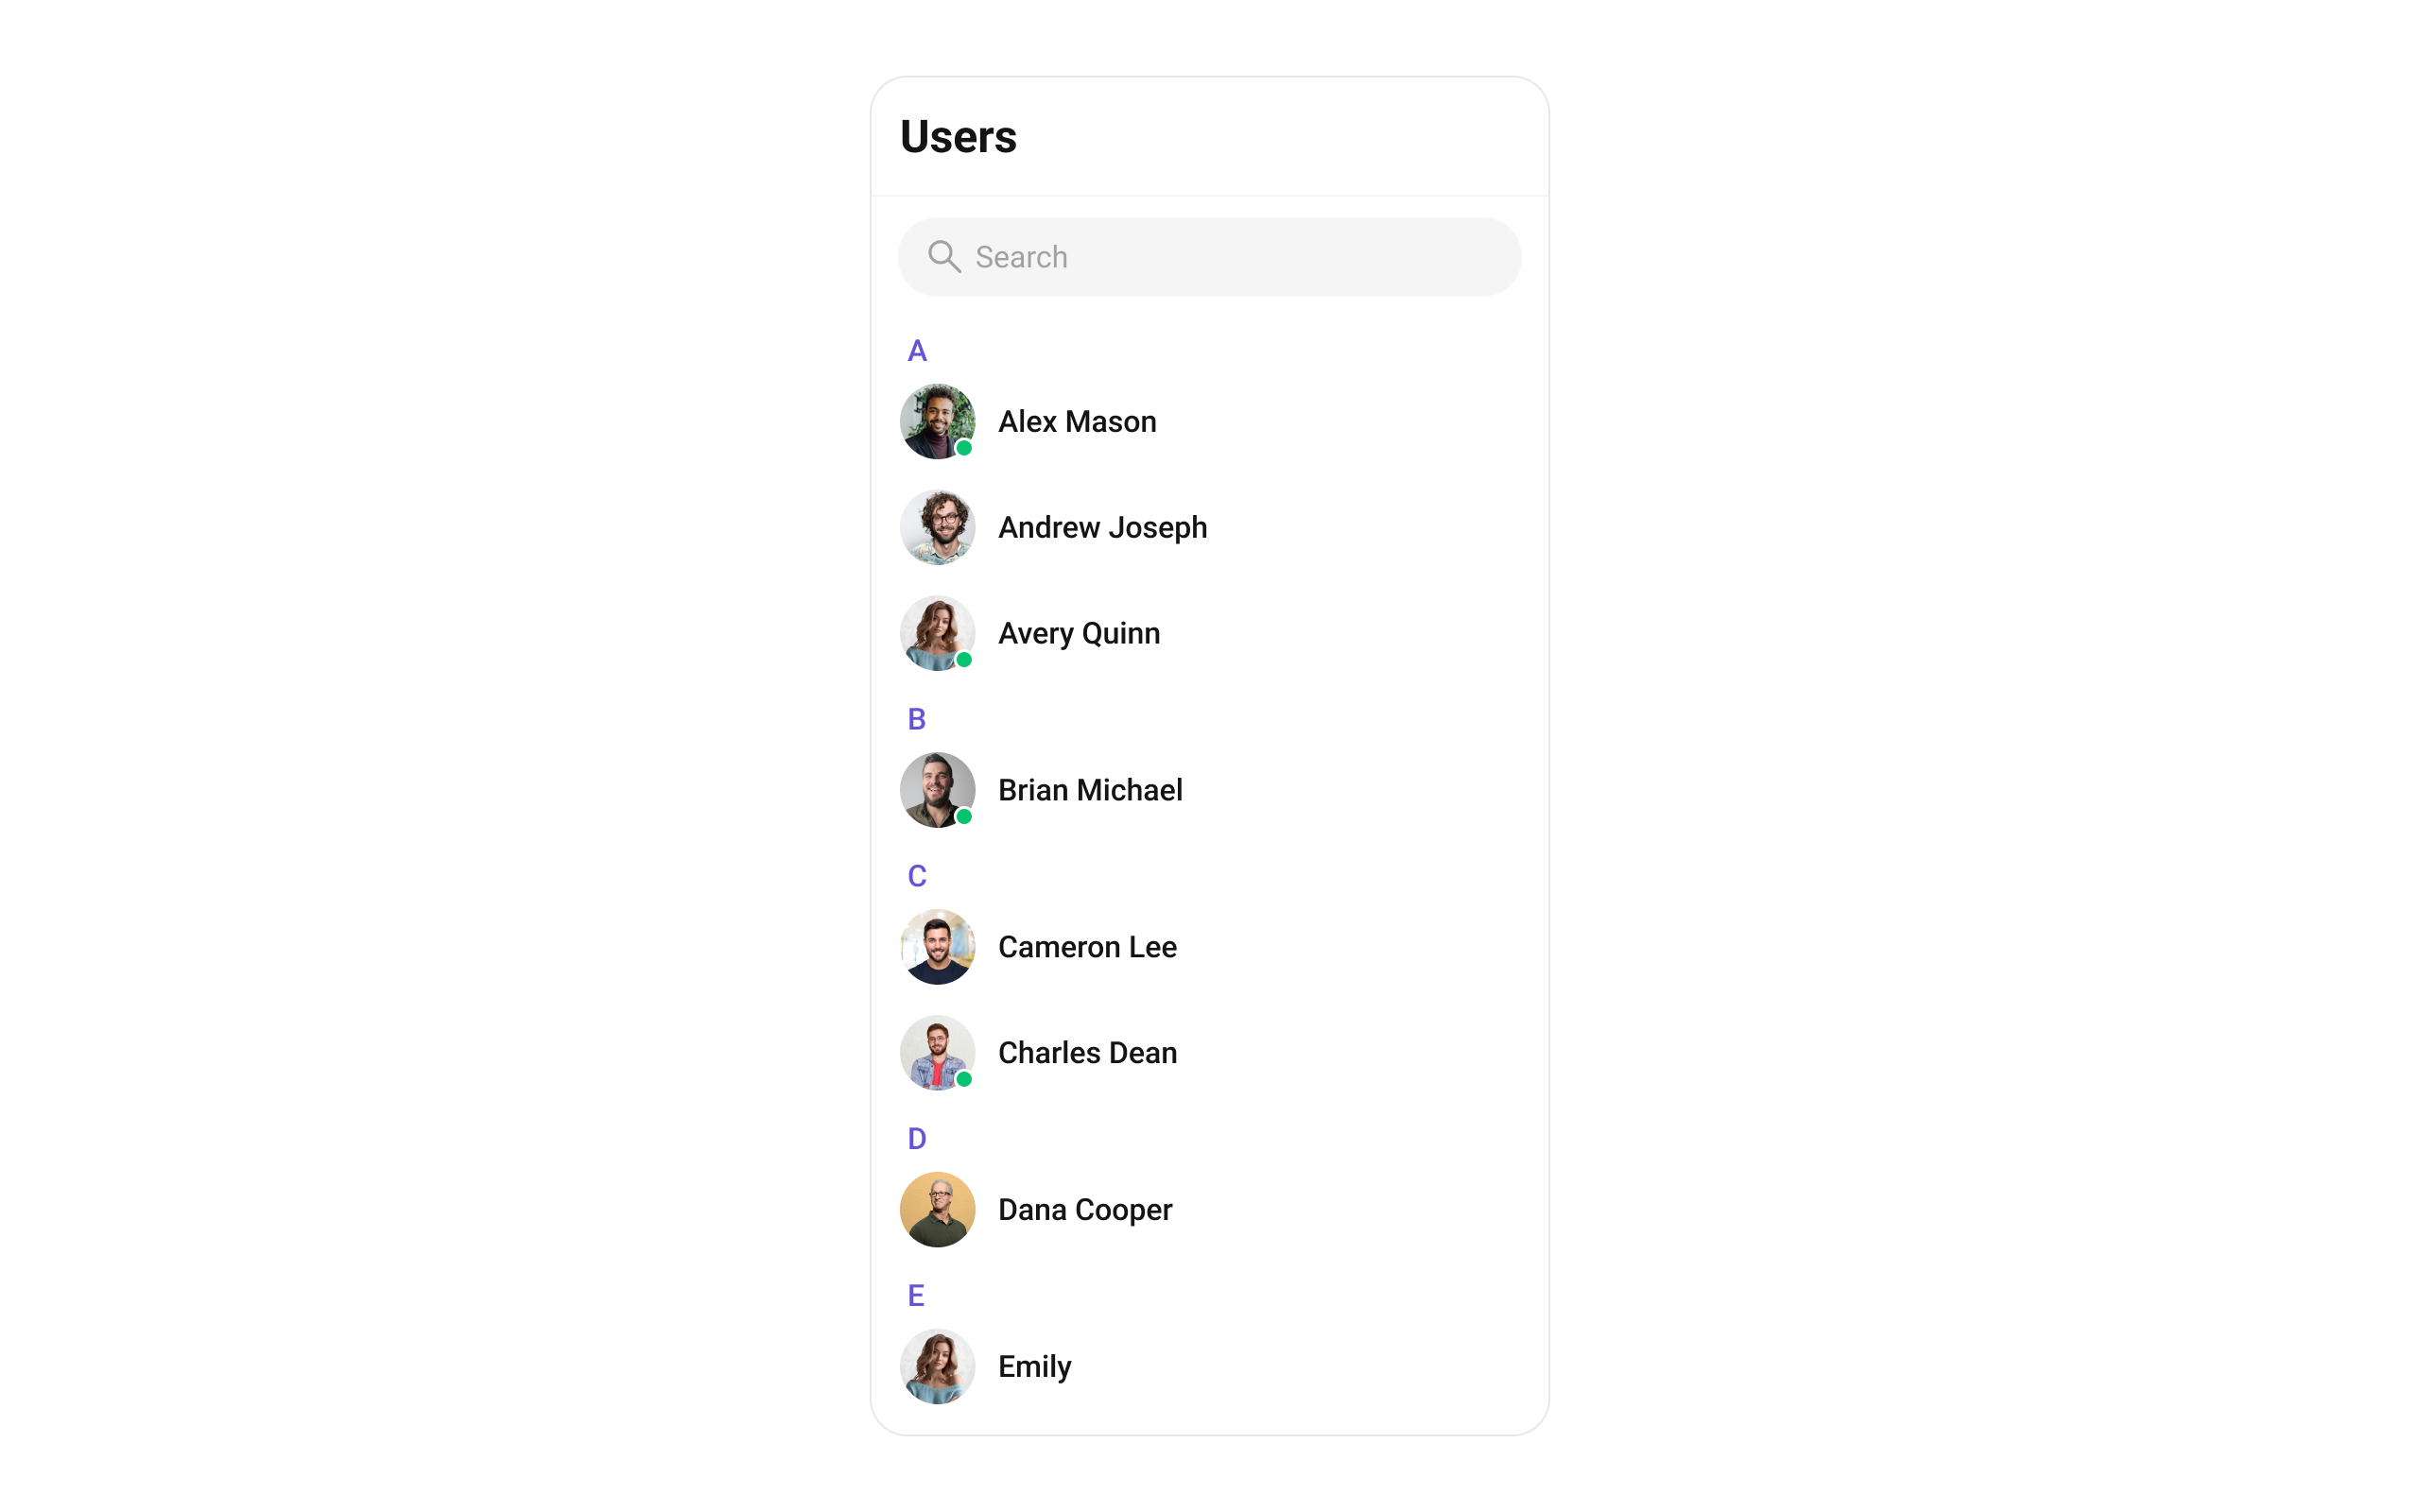 Users
Search
A
Alex Mason
Andrew Joseph
Avery Quinn
B
Brian Michael
C
Cameron Lee
Charles Dean
D
Dana Cooper
E
Emily